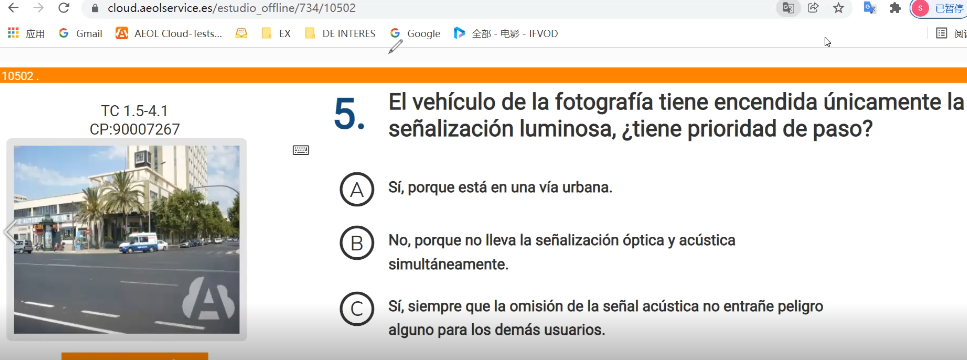 cloud.aeolservice.es/estudio_offline/734/10502
S
已暂停
应用
Gmail
AEOL Cloud-Tests...
EX
DE INTERES
Google
全部 - 电影 - IFVOD
10502 .
TC 1.5-4.1
CP:90007267
5.
El vehículo de la fotografía tiene encendida únicamente la
señalización luminosa, ¿tiene prioridad de paso?
A
Sí, porque está en una vía urbana.
B
No, porque no lleva la señalización óptica y acústica
simultáneamente.
C
Sí, siempre que la omisión de la señal acústica no entrañe peligro
alguno para los demás usuarios.